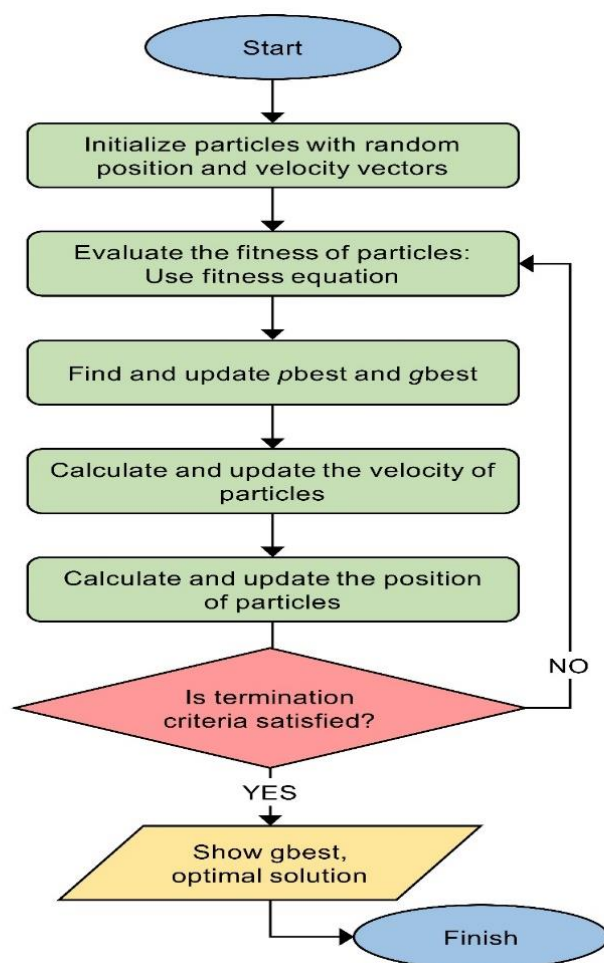 Start
Initialize particles with random
position and velocity vectors
Evaluate the fitness of particles:
Use fitness equation
Find and update pbest and gbest
Calculate and update the velocity of
particles
Calculate and update the position
of particles
Is termination
criteria satisfied?
NO
YES
Show gbest,
optimal solution
Finish